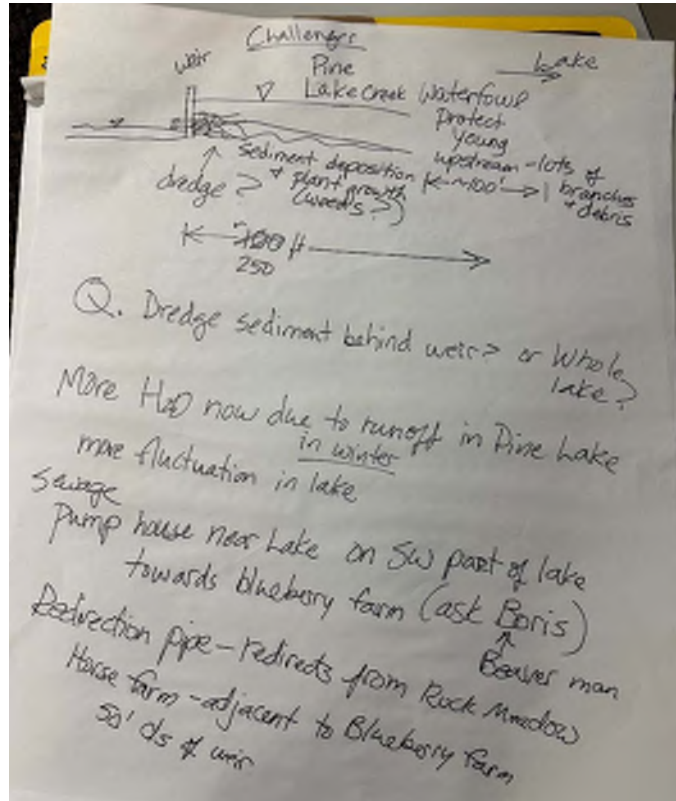 Challenges
weir
Pine
Lake
Lake Creek
Waterfowl
protect
young
sediment deposition
upstream - lots of
dredge?
+ plant growth
~100'
branches
(weeds?)
+ debris
250
ft
Q. Dredge sediment behind weir? or Whole
lake?
More H2O now due to runoff in Pine Lake
in winter
more fluctuation in lake
Sewage
Pump house near Lake on SW part of lake
towards blueberry farm (ask Boris)
Beaver man
Redirection pipe - redirects from Rock Meadow
Horse farm - adjacent to Blueberry farm
50' ds of weir